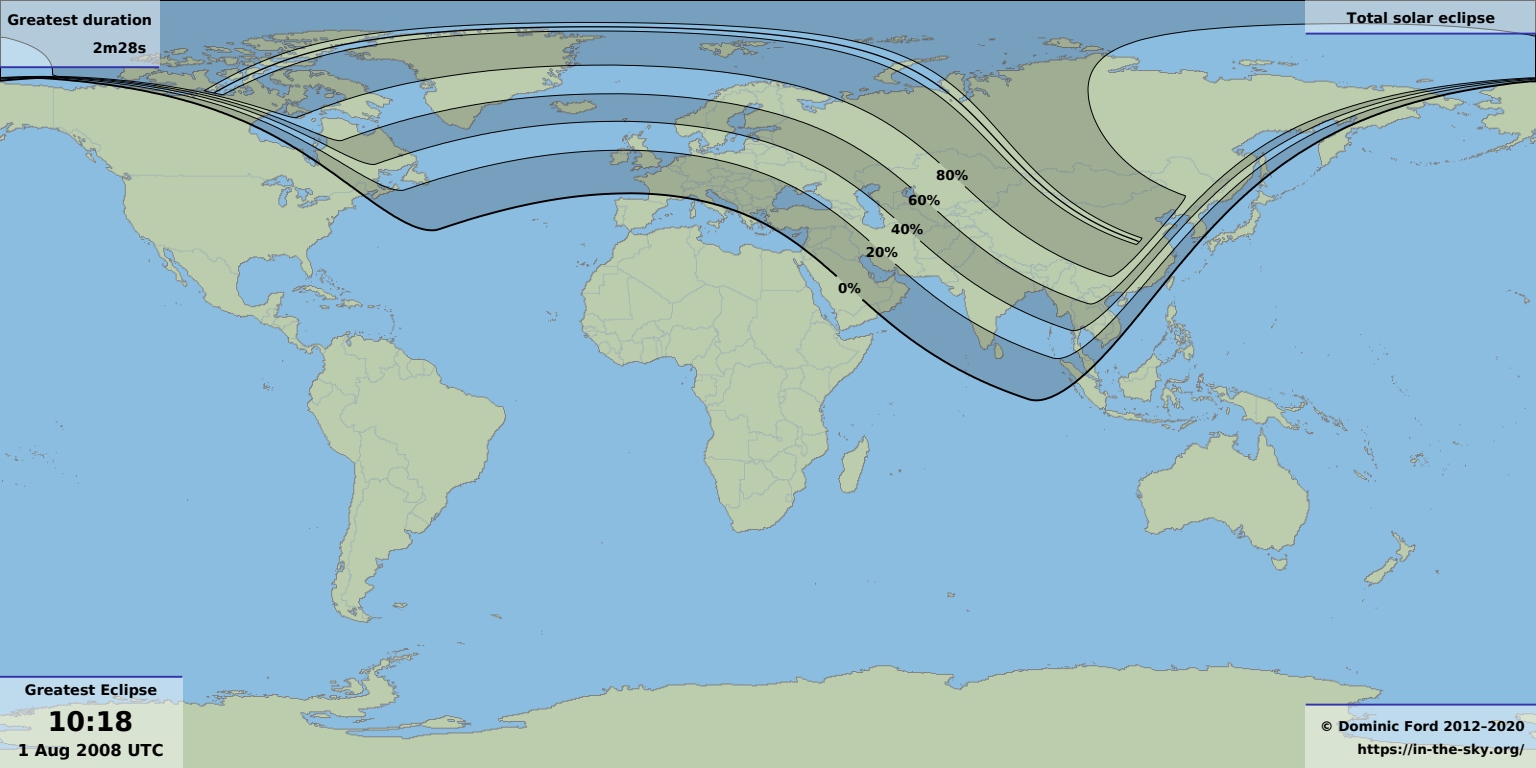 Greatest duration
2m28s
Total solar eclipse
80%
60%
40%
20%
0%
Greatest Eclipse
10:18
1 Aug 2008 UTC
© Dominic Ford 2012–2020
https://in-the-sky.org/